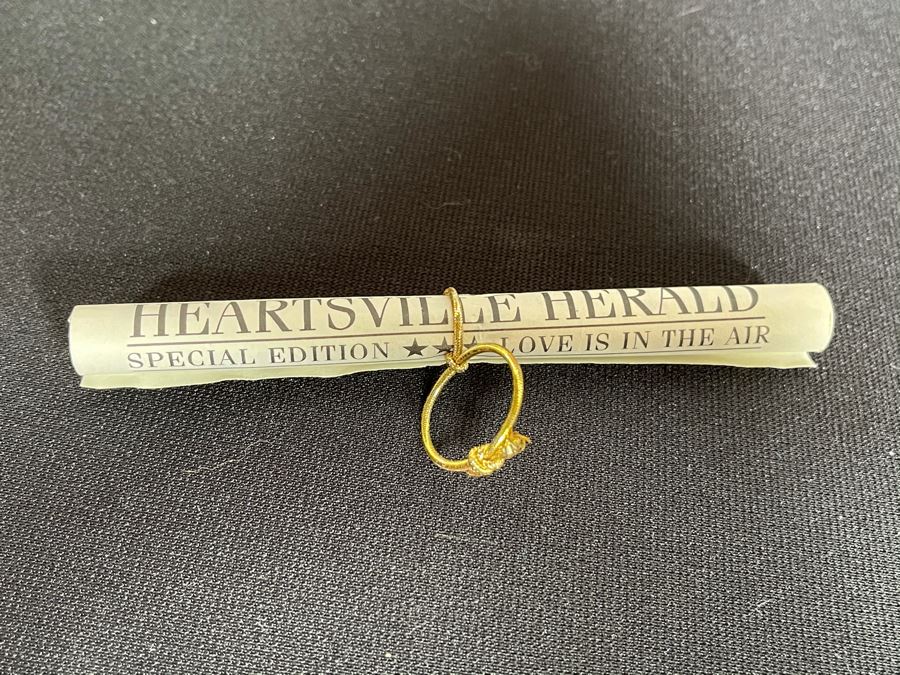 HEARTSVILLE HERALD
SPECIAL EDITION ★★★ LOVE IS IN THE AIR